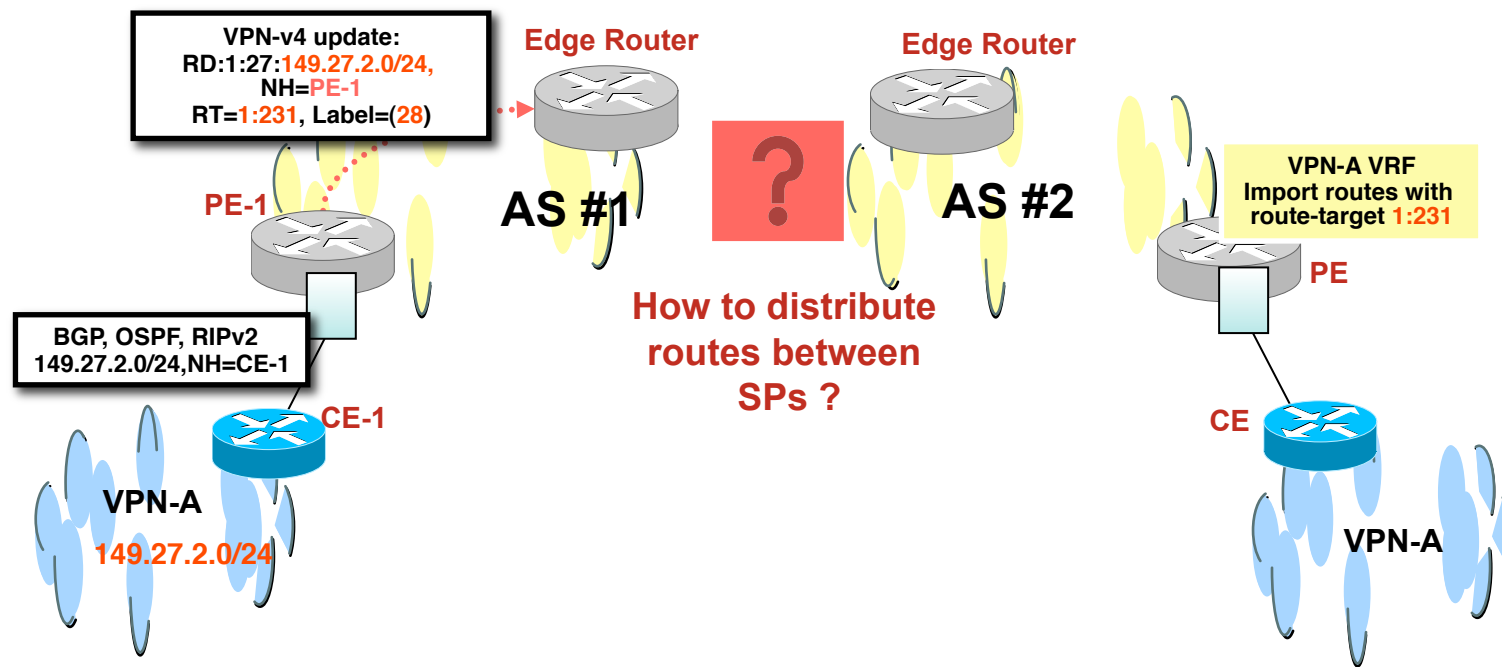 VPN-v4 update:
RD:1:27:149.27.2.0/24,
NH=PE-1
RT=1:231, Label=(28)
Edge Router
Edge Router
AS #1
?
AS #2
VPN-A VRF
Import routes with
route-target 1:231
PE-1
PE
How to distribute
routes between
SPs ?
BGP, OSPF, RIPv2
149.27.2.0/24,NH=CE-1
CE-1
CE
VPN-A
149.27.2.0/24
VPN-A